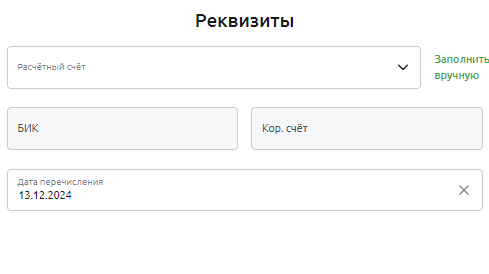 Реквизиты
Расчётный счёт
Заполнить
вручную
БИК
Кор. счёт
Дата перечисления
13.12.2024